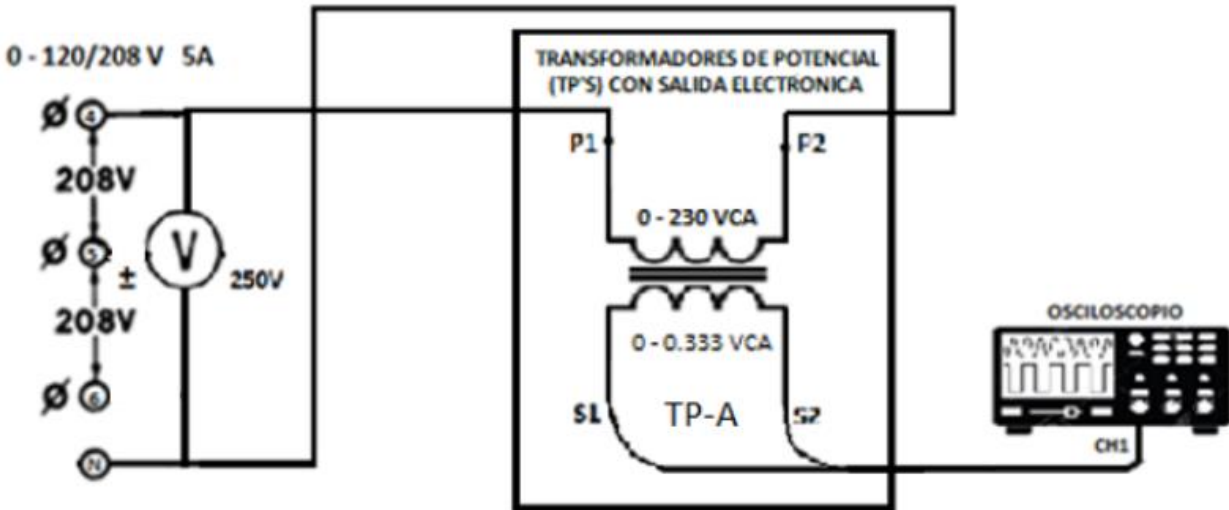 0 - 120/208 V 5A
TRANSFORMADORES DE POTENCIAL
(TP'S) CON SALIDA ELECTRONICA
Ø 4
P1
P2
208V
0 - 230 VCA
Ø 5
V
±
250V
208V
OSCILOSCOPIO
0 - 0.333 VCA
Ø 6
S1
TP-A
S2
CH1
N